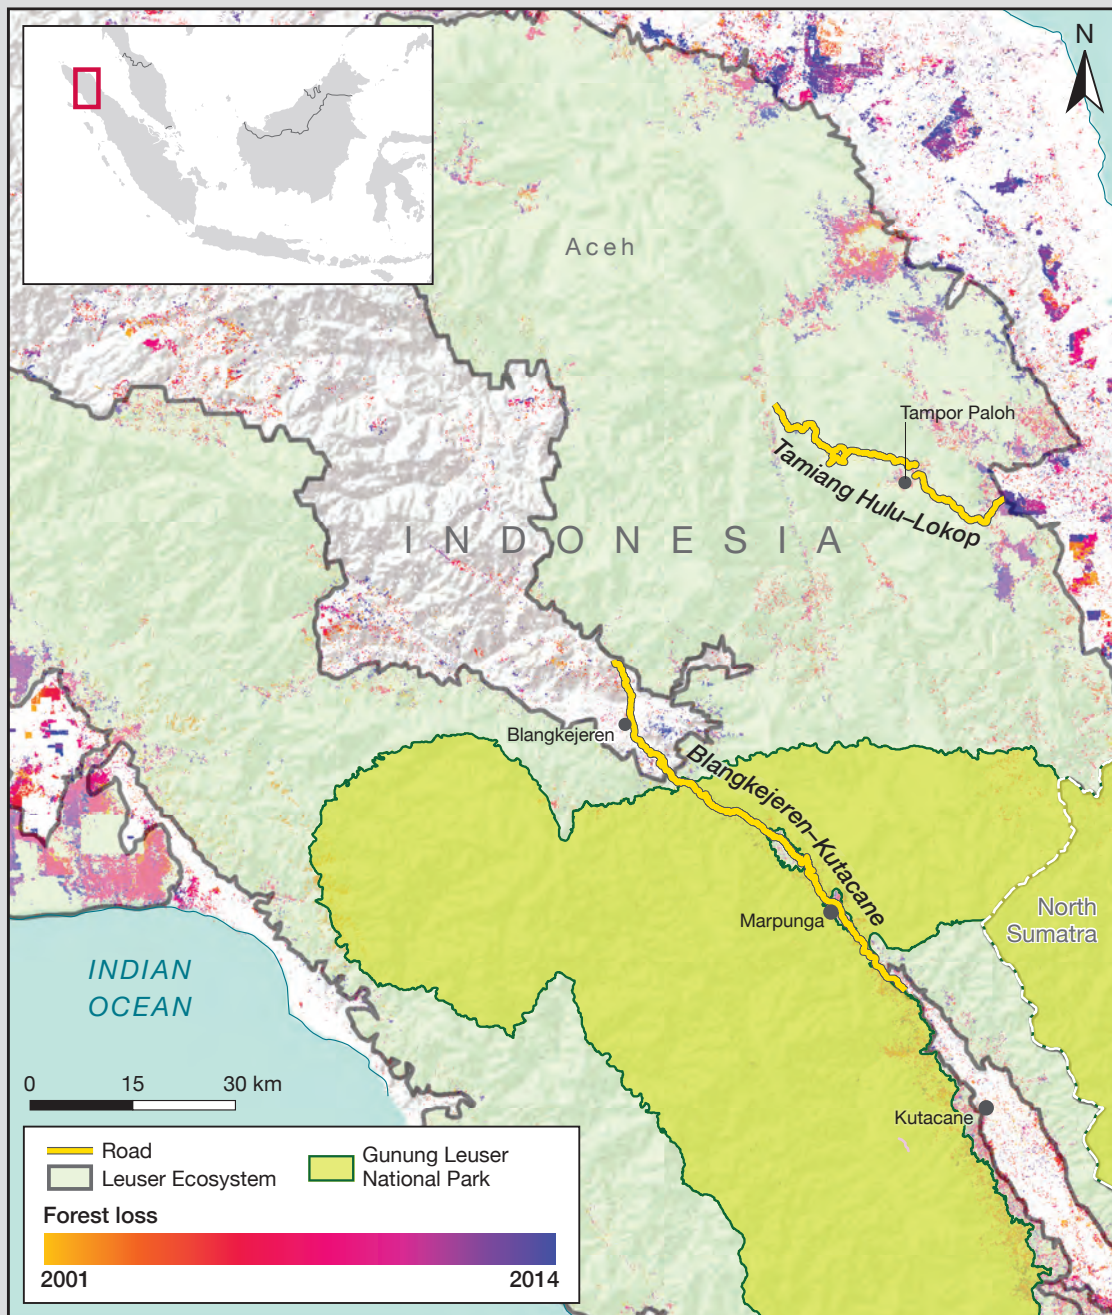 N
Aceh
Tampor Paloh
Tamiang Hulu–Lokop
INDONESIA
Blangkejeren
Blangkejeren–Kutacane
Marpunga
North
Sumatra
INDIAN
OCEAN
Kutacane
0 15 30 km
Road
Leuser Ecosystem
Gunung Leuser
National Park
Forest loss
2001 2014